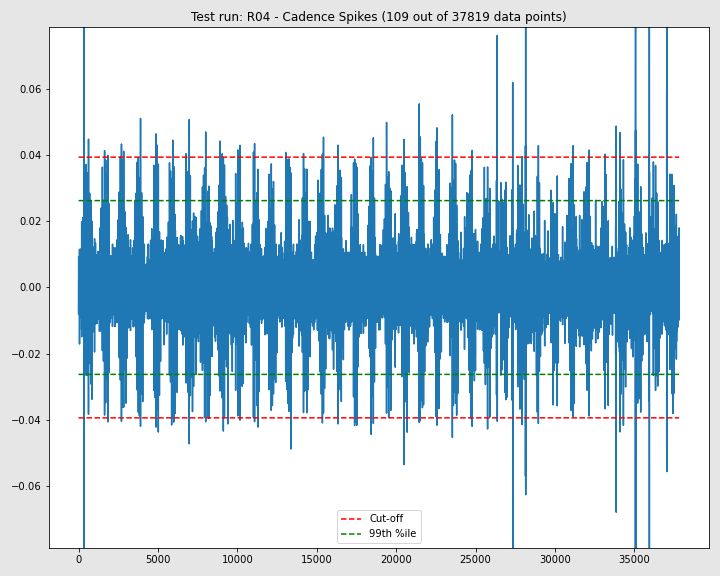 Test run: R04 - Cadence Spikes (109 out of 37819 data points)
0.06
0.04
0.02
0.00
−0.02
−0.04
−0.06
Cut-off
99th %ile
0 5000 10000 15000 20000 25000 30000 35000